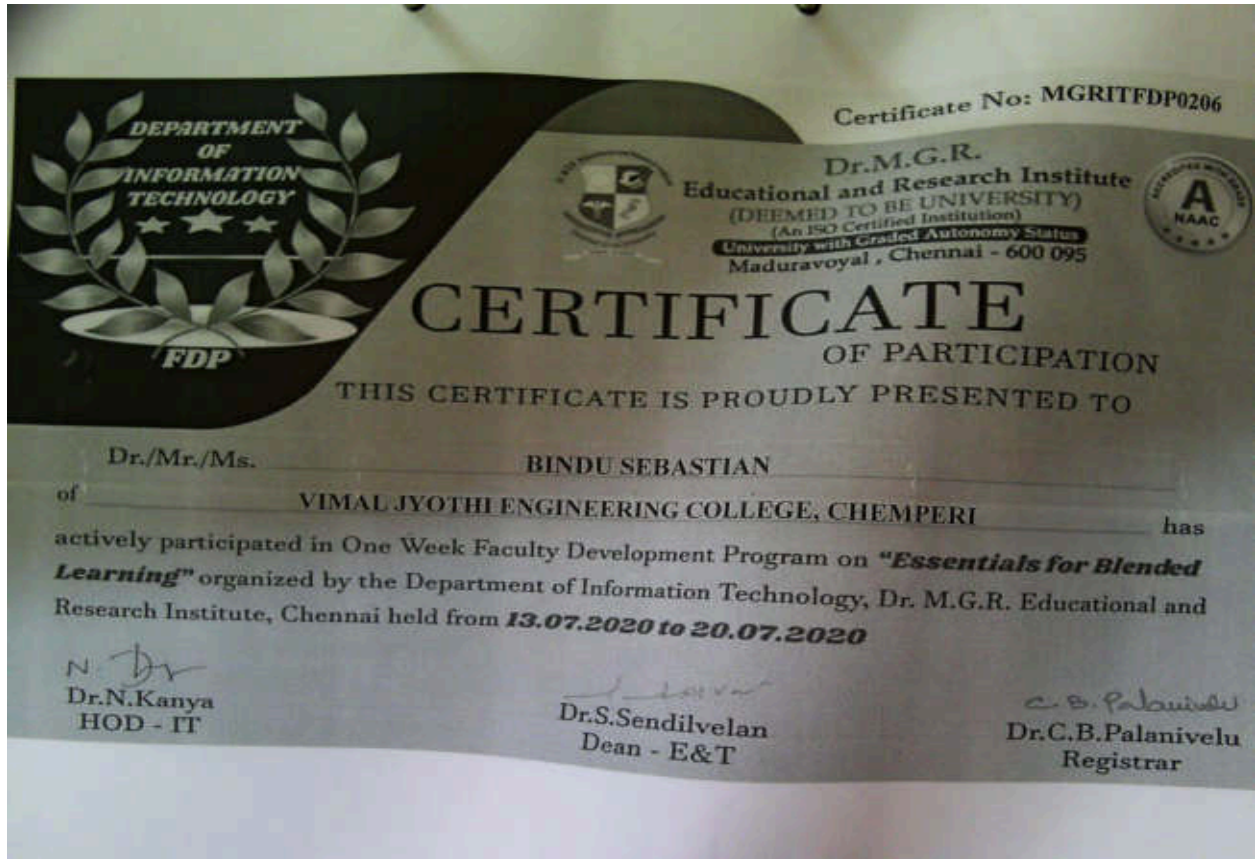 Certificate No: MGRITFDP0206
DEPARTMENT
OF
INFORMATION
TECHNOLOGY
FDP
Dr.M.G.R.
Educational and Research Institute
(DEEMED TO BE UNIVERSITY)
(An ISO Certified Institution)
University with Graded Autonomy Status
Maduravoyal , Chennai - 600 095
ACCREDITED WITH GRADE
A
NAAC
CERTIFICATE
OF PARTICIPATION
THIS CERTIFICATE IS PROUDLY PRESENTED TO
Dr./Mr./Ms. BINDU SEBASTIAN
of VIMAL JYOTHI ENGINEERING COLLEGE, CHEMPERI has
actively participated in One Week Faculty Development Program on "Essentials for Blended
Learning" organized by the Department of Information Technology, Dr. M.G.R. Educational and
Research Institute, Chennai held from 13.07.2020 to 20.07.2020
Dr.N.Kanya
HOD - IT
Dr.S.Sendilvelan
Dean - E&T
C. B. Palanivelu
Dr.C.B.Palanivelu
Registrar